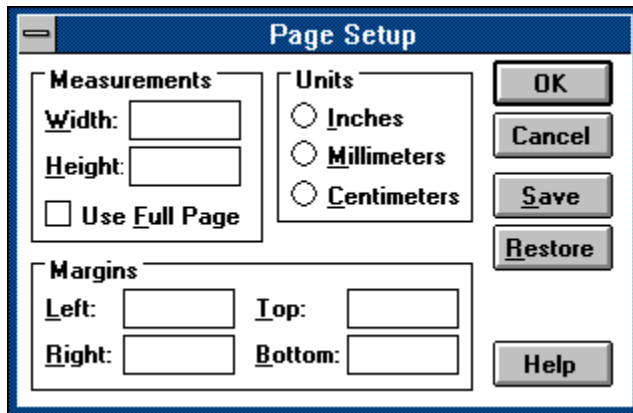 Page Setup
Measurements
Width:
Height:
Use Full Page
Units
Inches
Millimeters
Centimeters
OK
Cancel
Save
Restore
Margins
Left:
Top:
Right:
Bottom:
Help